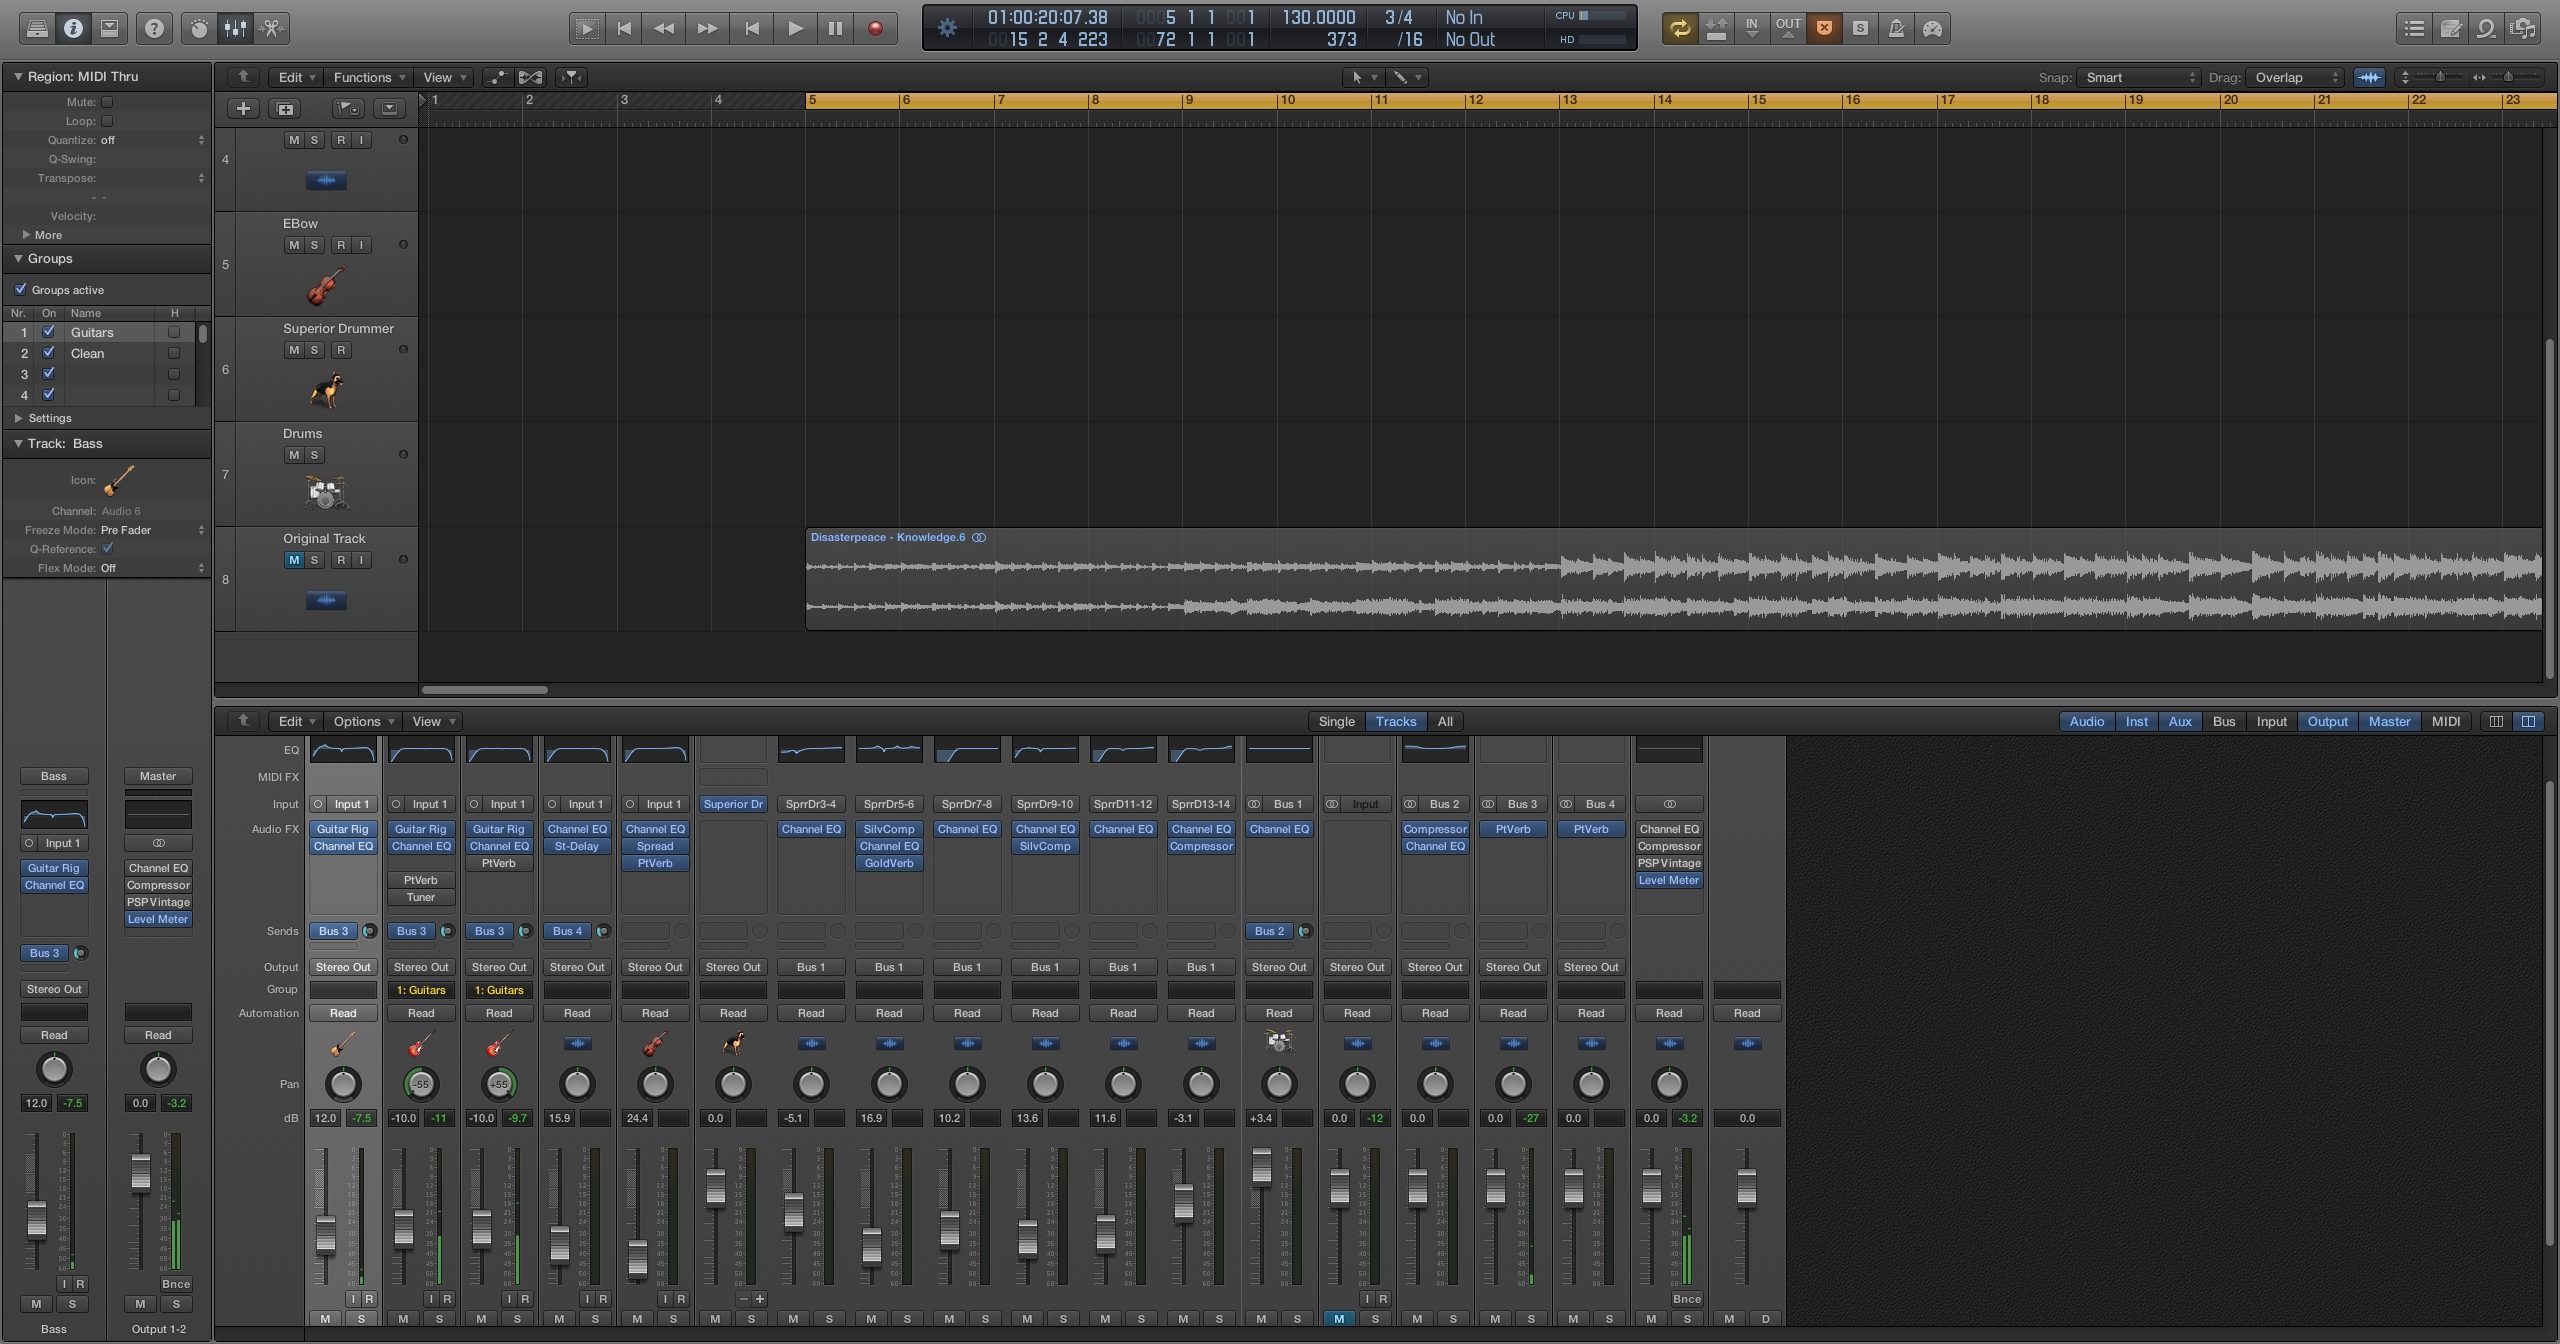 01:00:20:07.38 0005 1 1 001 130.0000 3/4 No In CPU
0015 2 4 223 0072 1 1 001 373 /16 No Out HD
IN OUT S
Region: MIDI Thru
Edit Functions View Snap: Smart Drag: Overlap
1 2 3 4 5 6 7 8 9 10 11 12 13 14 15 16 17 18 19 20 21 22 23
Mute:
Loop:
Quantize: off
Q-Swing:
Transpose:
- -
Velocity:
More
Groups
Groups active
Nr. On Name H
1 Guitars
2 Clean
3
4
Settings
Track: Bass
Icon:
Channel: Audio 6
Freeze Mode: Pre Fader
Q-Reference:
Flex Mode: Off
4 M S R I
EBow
5 M S R I
Superior Drummer
6 M S R
Drums
7 M S
Original Track
8 M S R I
Disasterpeace - Knowledge.6
Edit Options View Single Tracks All Audio Inst Aux Bus Input Output Master MIDI
Bass Master
Input 1
Guitar Rig Channel EQ
Channel EQ Compressor
PSPVintage
Level Meter
Bus 3
Stereo Out
Read Read
12.0 -7.5 0.0 -3.2
I R Bnce
M S M S
Bass Output 1-2
EQ
MIDI FX
Input Input 1 Input 1 Input 1 Input 1 Input 1 Superior Dr SprrDr3-4 SprrDr5-6 SprrDr7-8 SprrDr9-10 SprrD11-12 SprrD13-14 Bus 1 Input Bus 2 Bus 3 Bus 4
Audio FX Guitar Rig Guitar Rig Guitar Rig Channel EQ Channel EQ Channel EQ SilvComp Channel EQ Channel EQ Channel EQ Channel EQ Channel EQ Compressor PtVerb PtVerb Channel EQ
Channel EQ Channel EQ Channel EQ St-Delay Spread Channel EQ SilvComp Compressor Channel EQ Compressor
PtVerb PtVerb GoldVerb PSPVintage
PtVerb Level Meter
Tuner
Sends Bus 3 Bus 3 Bus 3 Bus 4 Bus 2
Output Stereo Out Stereo Out Stereo Out Stereo Out Stereo Out Stereo Out Bus 1 Bus 1 Bus 1 Bus 1 Bus 1 Bus 1 Stereo Out Stereo Out Stereo Out Stereo Out Stereo Out
Group 1: Guitars 1: Guitars
Automation Read Read Read Read Read Read Read Read Read Read Read Read Read Read Read Read Read Read Read
Pan -55 +55
dB 12.0 -7.5 -10.0 -11 -10.0 -9.7 15.9 24.4 0.0 -5.1 16.9 10.2 13.6 11.6 -3.1 +3.4 0.0 -12 0.0 0.0 -27 0.0 0.0 -3.2 0.0
I R I R I R I R I R - + I R Bnce
M S M S M S M S M S M S M S M S M S M S M S M S M S M S M S M S M S M S M D